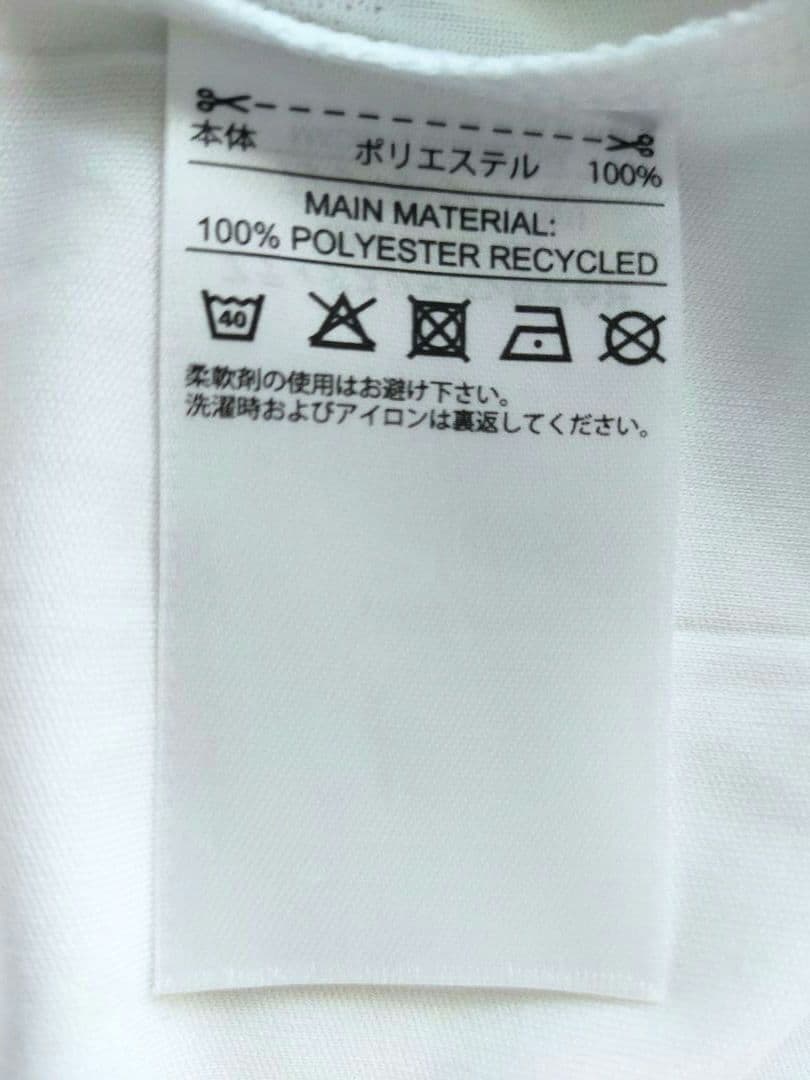 本体 ポリエステル 100%
MAIN MATERIAL:
100% POLYESTER RECYCLED
40
柔軟剤の使用はお避け下さい。
洗濯時およびアイロンは裏返してください。